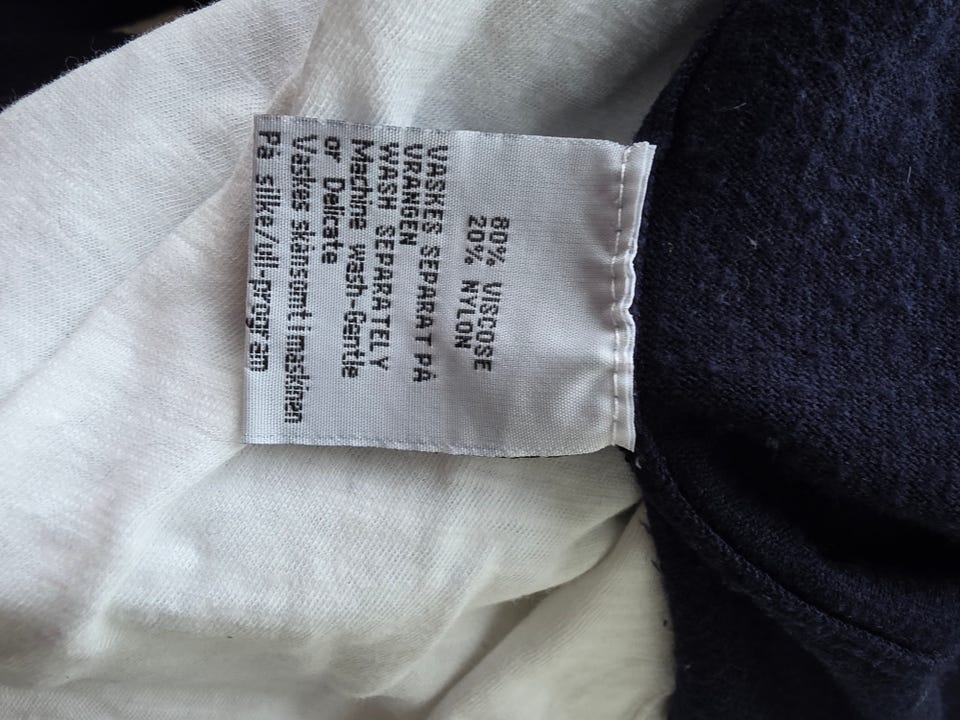 80% VISCOSE
20% NYLON
VASKES SEPARAT PÅ
VRANGEN
WASH SEPARATELY
Machine wash-Gentle
or Delicate
Vaskes skånsomt i maskinen
På silke/ull-program